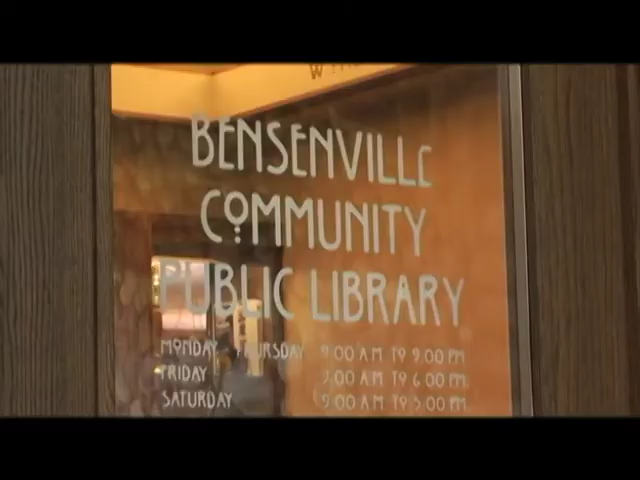 BENSENVILLE
COMMUNITY
PUBLIC LIBRARY
MONDAY THURSDAY 9:00 AM TO 9:00 PM
FRIDAY 9:00 AM TO 6:00 PM
SATURDAY 9:00 AM TO 5:00 PM